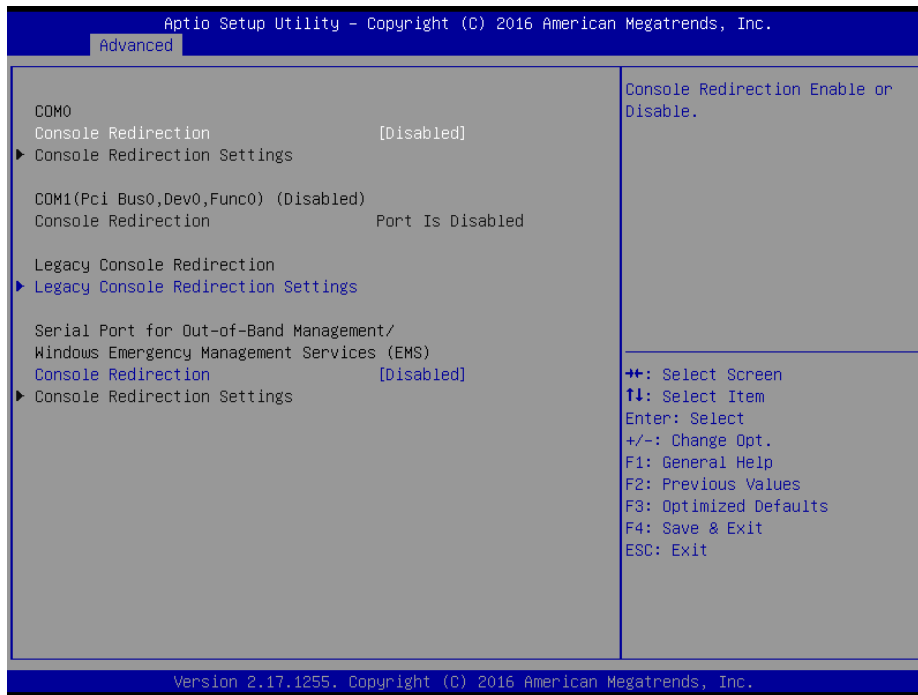 Aptio Setup Utility – Copyright (C) 2016 American Megatrends, Inc.
Advanced
COM0
Console Redirection [Disabled]
▶ Console Redirection Settings
COM1(Pci Bus0,Dev0,Func0) (Disabled)
Console Redirection Port Is Disabled
Legacy Console Redirection
▶ Legacy Console Redirection Settings
Serial Port for Out-of-Band Management/
Windows Emergency Management Services (EMS)
Console Redirection [Disabled]
▶ Console Redirection Settings
Console Redirection Enable or
Disable.
→←: Select Screen
↑↓: Select Item
Enter: Select
+/-: Change Opt.
F1: General Help
F2: Previous Values
F3: Optimized Defaults
F4: Save & Exit
ESC: Exit
Version 2.17.1255. Copyright (C) 2016 American Megatrends, Inc.